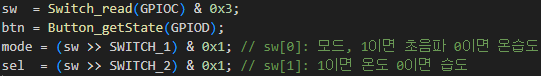 sw  = Switch_read(GPIOC) & 0x3;
btn = Button_getState(GPIOD);
mode = (sw >> SWITCH_1) & 0x1; // sw[0]: 모드, 1이면 초음파 0이면 온습도
sel  = (sw >> SWITCH_2) & 0x1; // sw[1]: 1이면 온도 0이면 습도